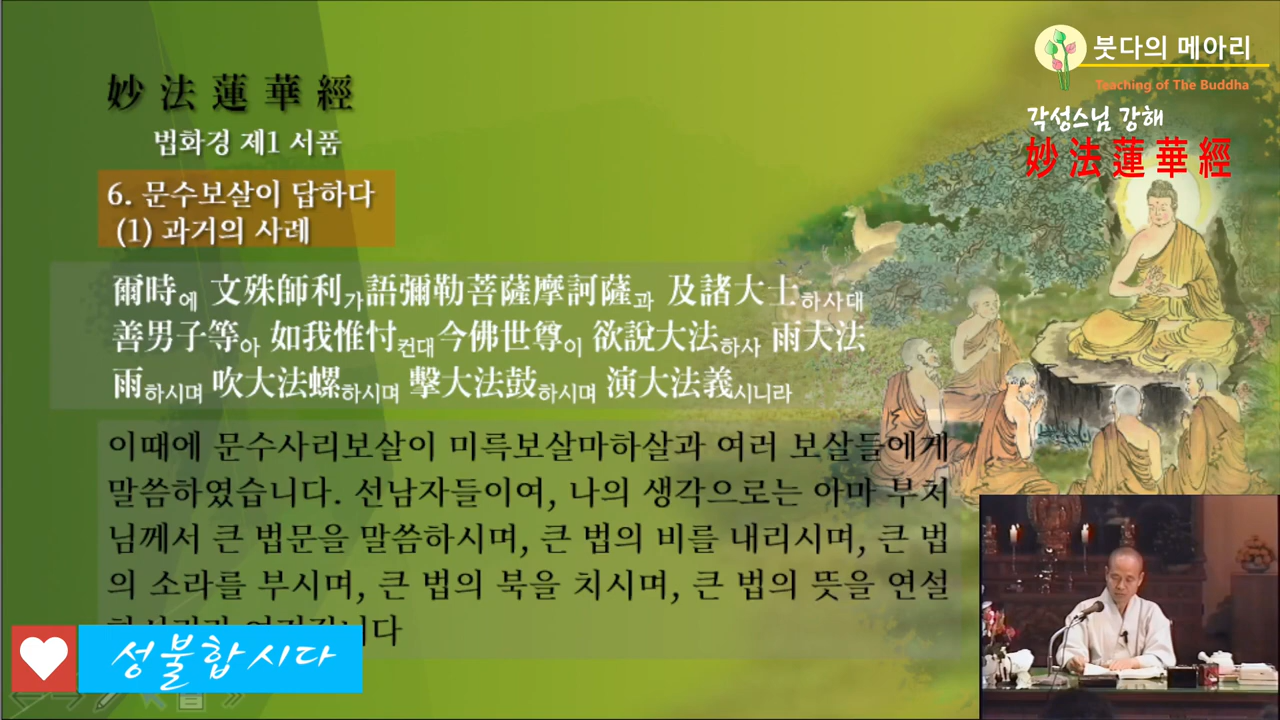 妙法蓮華經
법화경 제1 서품
6. 문수보살이 답하다
(1) 과거의 사례
爾時에 文殊師利가語彌勒菩薩摩訶薩과 及諸大士하사대
善男子等아 如我惟忖컨대今佛世尊이 欲說大法하사 雨大法
雨하시며 吹大法螺하시며 擊大法鼓하시며 演大法義시니라
이때에 문수사리보살이 미륵보살마하살과 여러 보살들에게
말씀하였습니다. 선남자들이여, 나의 생각으로는 아마 부처
님께서 큰 법문을 말씀하시며, 큰 법의 비를 내리시며, 큰 법
의 소라를 부시며, 큰 법의 북을 치시며, 큰 법의 뜻을 연설
성불합시다
붓다의 메아리
Teaching of The Buddha
각성스님 강해
妙法蓮華經